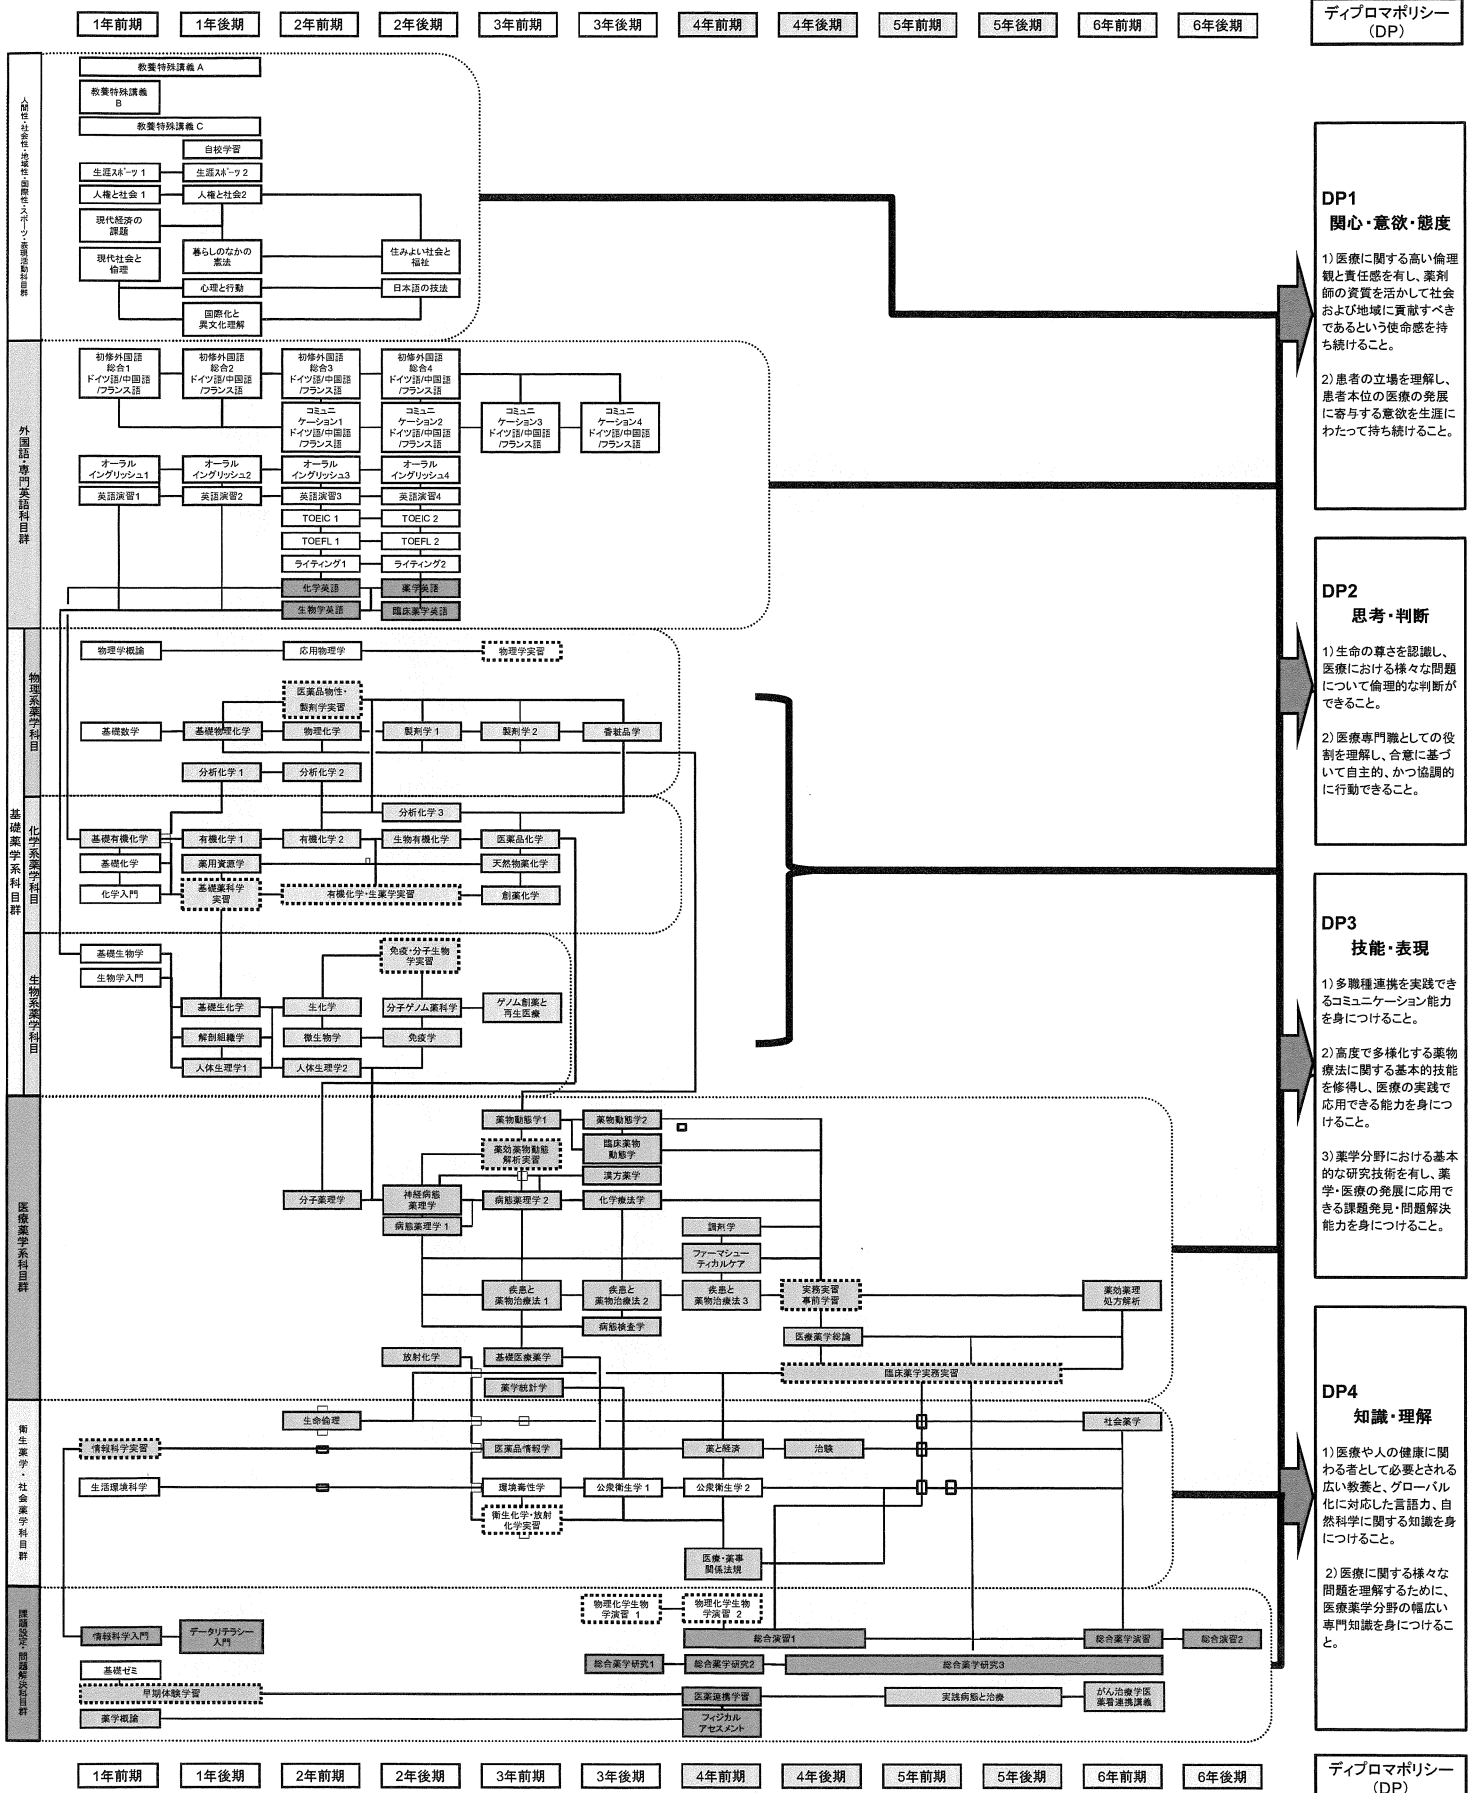 1年前期 1年後期 2年前期 2年後期 3年前期 3年後期 4年前期 4年後期 5年前期 5年後期 6年前期 6年後期
ディプロマポリシー
（DP）
人間性・社会性・地域性・国際性・スポーツ・表現活動科目群
教養特殊講義 A
教養特殊講義
B
教養特殊講義 C
自校学習
生涯スポーツ 1 生涯スポーツ 2
人権と社会 1 人権と社会2
現代経済の
課題
現代社会と
倫理
暮らしのなかの
憲法
住みよい社会と
福祉
心理と行動 日本語の技法
国際化と
異文化理解
外国語・専門英語科目群
初修外国語
総合1
ドイツ語/中国語
/フランス語
初修外国語
総合2
ドイツ語/中国語
/フランス語
初修外国語
総合3
ドイツ語/中国語
/フランス語
初修外国語
総合4
ドイツ語/中国語
/フランス語
コミュニ
ケーション1
ドイツ語/中国語
/フランス語
コミュニ
ケーション2
ドイツ語/中国語
/フランス語
コミュニ
ケーション3
ドイツ語/中国語
/フランス語
コミュニ
ケーション4
ドイツ語/中国語
/フランス語
オーラル
イングリッシュ1
オーラル
イングリッシュ2
オーラル
イングリッシュ3
オーラル
イングリッシュ4
英語演習1 英語演習2 英語演習3 英語演習4
TOEIC 1 TOEIC 2
TOEFL 1 TOEFL 2
ライティング1 ライティング2
化学英語 薬学英語
生物学英語 臨床薬学英語
基礎薬学系科目群
物理系薬学科目
物理学概論 応用物理学 物理学実習
医薬品物性・
製剤学実習
基礎数学 基礎物理化学 物理化学 製剤学 1 製剤学 2 香粧品学
分析化学 1 分析化学 2
化学系薬学科目
分析化学 3
基礎有機化学 有機化学 1 有機化学 2 生物有機化学 医薬品化学
基礎化学 薬用資源学 天然物薬化学
化学入門
基礎薬科学
実習
有機化学・生薬学実習 創薬化学
生物系薬学科目
基礎生物学
免疫・分子生物
学実習
生物学入門
基礎生化学 生化学 分子ゲノム薬科学
ゲノム創薬と
再生医療
解剖組織学 微生物学 免疫学
人体生理学1 人体生理学2
医療薬学系科目群
薬物動態学1 薬物動態学2
薬効薬物動態
解析実習
臨床薬物
動態学
漢方薬学
分子薬理学
神経病態
薬理学
病態薬理学 2 化学療法学
病態薬理学 1 調剤学
ファーマシュー
ティカルケア
疾患と
薬物治療法 1
疾患と
薬物治療法 2
疾患と
薬物治療法 3
実務実習
事前学習
薬効薬理
処方解析
病態検査学
医療薬学総論
放射化学 基礎医療薬学
臨床薬学実務実習
薬学統計学
衛生薬学・社会薬学科目群
生命倫理 社会薬学
情報科学実習 医薬品情報学 薬と経済 治験
生活環境科学 環境毒性学 公衆衛生学 1 公衆衛生学 2
衛生化学・放射
化学実習
医療・薬事
関係法規
課題設定・問題解決科目群
物理化学生物
学演習 1
物理化学生物
学演習 2
情報科学入門
データリテラシー
入門
総合演習1 総合薬学演習 総合演習2
基礎ゼミ 総合薬学研究1 総合薬学研究2 総合薬学研究3
早期体験学習 医薬連携学習 実践病態と治療
がん治療学医
薬看連携講義
薬学概論
フィジカル
アセスメント
DP1
関心・意欲・態度
1）医療に関する高い倫理
観と責任感を有し、薬剤
師の資質を活かして社会
および地域に貢献すべき
であるという使命感を持
ち続けること。
2）患者の立場を理解し、
患者本位の医療の発展
に寄与する意欲を生涯に
わたって持ち続けること。
DP2
思考・判断
1）生命の尊さを認識し、
医療における様々な問題
について倫理的な判断が
できること。
2）医療専門職としての役
割を理解し、合意に基づ
いて自主的、かつ協調的
に行動できること。
DP3
技能・表現
1）多職種連携を実践でき
るコミュニケーション能力
を身につけること。
2）高度で多様化する薬物
療法に関する基本的技能
を修得し、医療の実践で
応用できる能力を身につ
けること。
3）薬学分野における基本
的な研究技術を有し、薬
学・医療の発展に応用で
きる課題発見・問題解決
能力を身につけること。
DP4
知識・理解
1）医療や人の健康に関
わる者として必要とされる
広い教養と、グローバル
化に対応した言語力、自
然科学に関する知識を身
につけること。
2）医療に関する様々な
問題を理解するために、
医療薬学分野の幅広い
専門知識を身につけるこ
と。
1年前期 1年後期 2年前期 2年後期 3年前期 3年後期 4年前期 4年後期 5年前期 5年後期 6年前期 6年後期
ディプロマポリシー
（DP）